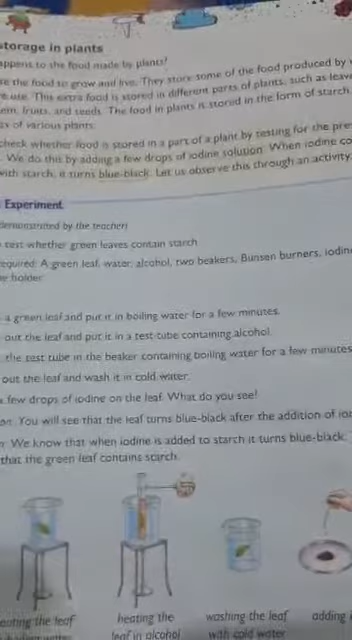 storage in plants
appens to the food made by plants?
the food to grow and live. They store some of the food produced by
use. This extra food is stored in different parts of plants, such as
fruits, and seeds. The food in plants is stored in the form of starch
of various plants.
check whether food is stored in a part of a plant by testing for the
We do this by adding a few drops of iodine solution. When iodine
with starch, it turns blue-black. Let us observe this through an activity.
Experiment
demonstrated by the teacher)
test whether green leaves contain starch
equired: A green leaf, water, alcohol, two beakers, Bunsen burners,
holder
a green leaf and put it in boiling water for a few minutes.
out the leaf and put it in a test tube containing alcohol.
the test tube in the beaker containing boiling water for a few minutes
out the leaf and wash it in cold water.
few drops of iodine on the leaf. What do you see?
on: You will see that the leaf turns blue-black after the addition of
We know that when iodine is added to starch it turns blue-black.
that the green leaf contains starch.
the leaf
heating the
leaf in alcohol
washing the leaf
with cold water
adding